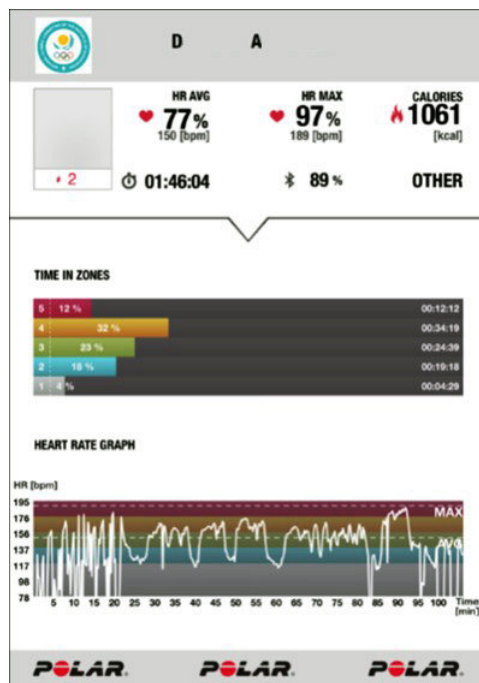 D A
HR AVG
77%
150 [bpm]
HR MAX
97%
189 [bpm]
CALORIES
1061
[kcal]
2
01:46:04
89 %
OTHER
TIME IN ZONES
5 12 % 00:12:12
4 32 % 00:34:19
3 23 % 00:24:39
2 18 % 00:19:18
1 4 % 00:04:29
HEART RATE GRAPH
HR [bpm]
195
176
156
137
117
98
78
MAX
AVG
5 10 15 20 25 30 35 40 45 50 55 60 65 70 75 80 85 90 95 100 Time
[min]
POLAR. POLAR. POLAR.